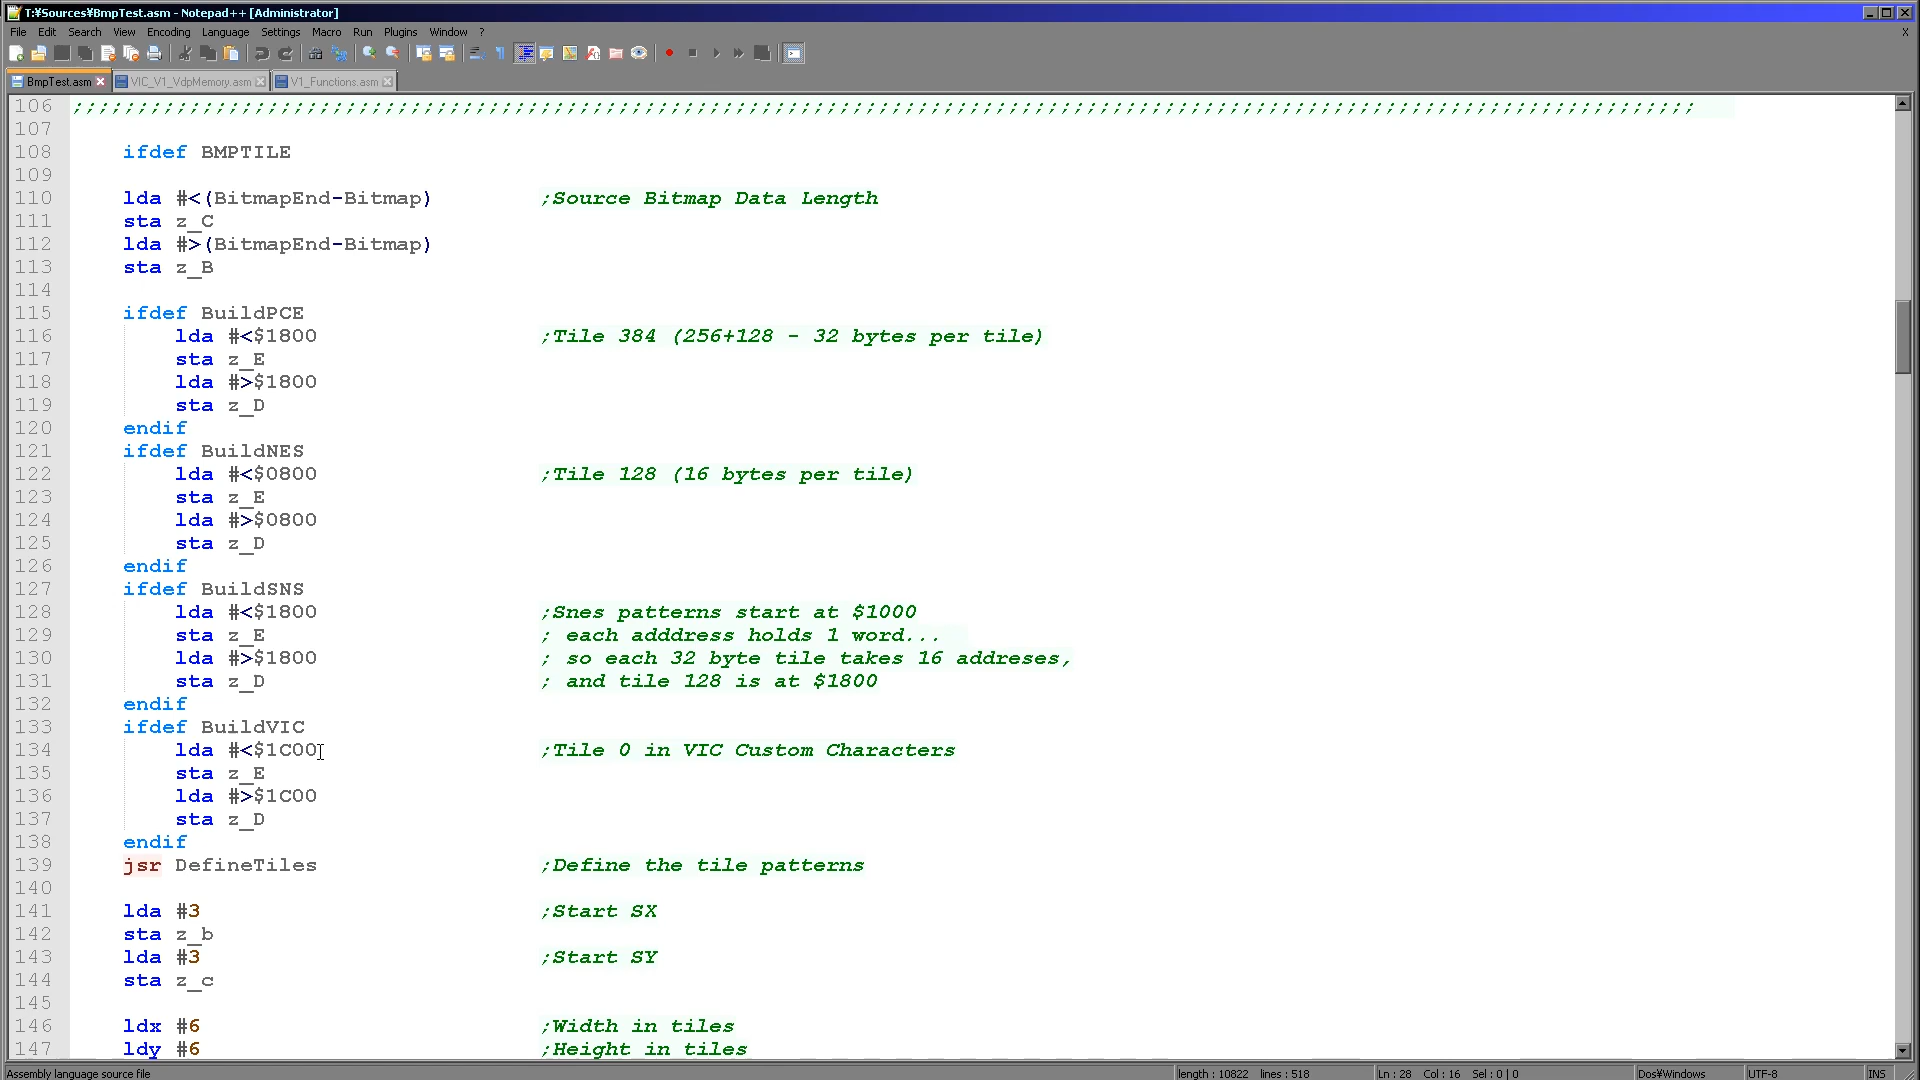 T:¥Sources¥BmpTest.asm - Notepad++ [Administrator]
File Edit Search View Encoding Language Settings Macro Run Plugins Window ? X
BmpTest.asm VIC_V1_VdpMemory.asm V1_Functions.asm
106 ;;;;;;;;;;;;;;;;;;;;;;;;;;;;;;;;;;;;;;;;;;;;;;;;;;;;;;;;;;;;;;;;;;;;;;;;;;;;;;;;;;;;;;;;;;;;;;;;;;;;;;;;;;;;;;;;;;;;;;;;;;;;;
107
108 ifdef BMPTILE
109
110 lda #<(BitmapEnd-Bitmap) ;Source Bitmap Data Length
111 sta z_C
112 lda #>(BitmapEnd-Bitmap)
113 sta z_B
114
115 ifdef BuildPCE
116 lda #<$1800 ;Tile 384 (256+128 - 32 bytes per tile)
117 sta z_E
118 lda #>$1800
119 sta z_D
120 endif
121 ifdef BuildNES
122 lda #<$0800 ;Tile 128 (16 bytes per tile)
123 sta z_E
124 lda #>$0800
125 sta z_D
126 endif
127 ifdef BuildSNS
128 lda #<$1800 ;Snes patterns start at $1000
129 sta z_E ; each adddress holds 1 word...
130 lda #>$1800 ; so each 32 byte tile takes 16 addreses,
131 sta z_D ; and tile 128 is at $1800
132 endif
133 ifdef BuildVIC
134 lda #<$1C00 ;Tile 0 in VIC Custom Characters
135 sta z_E
136 lda #>$1C00
137 sta z_D
138 endif
139 jsr DefineTiles ;Define the tile patterns
140
141 lda #3 ;Start SX
142 sta z_b
143 lda #3 ;Start SY
144 sta z_c
145
146 ldx #6 ;Width in tiles
147 ldy #6 ;Height in tiles
Assembly language source file length : 10822 lines : 518 Ln : 28 Col : 16 Sel : 0 | 0 Dos¥Windows UTF-8 INS